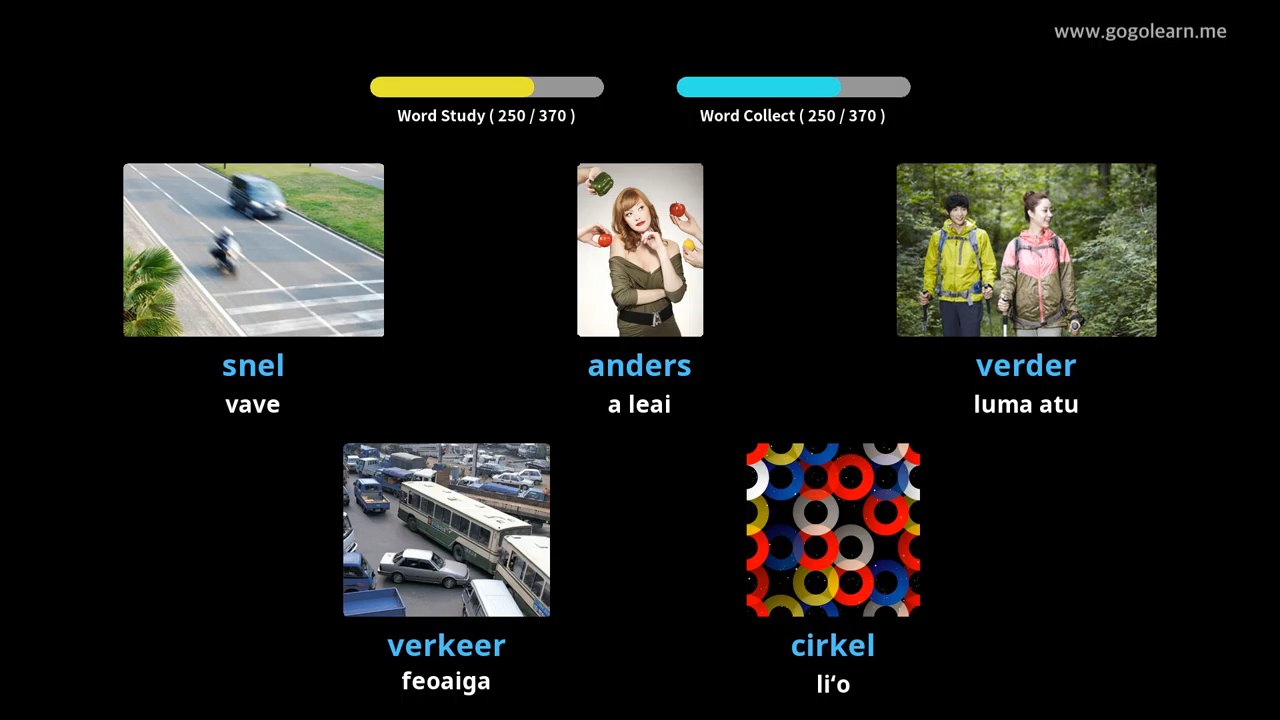 www.gogolearn.me
Word Study ( 250 / 370 )
Word Collect ( 250 / 370 )
snel
anders
verder
vave
a leai
luma atu
verkeer
cirkel
feoaiga
li‘o